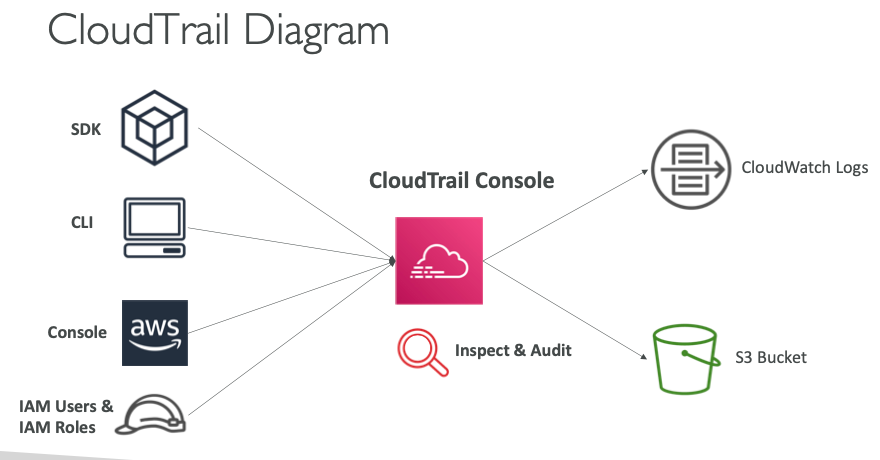 CloudTrail Diagram
SDK
CLI
aws
Console
IAM Users &
IAM Roles
CloudTrail Console
Inspect & Audit
CloudWatch Logs
S3 Bucket